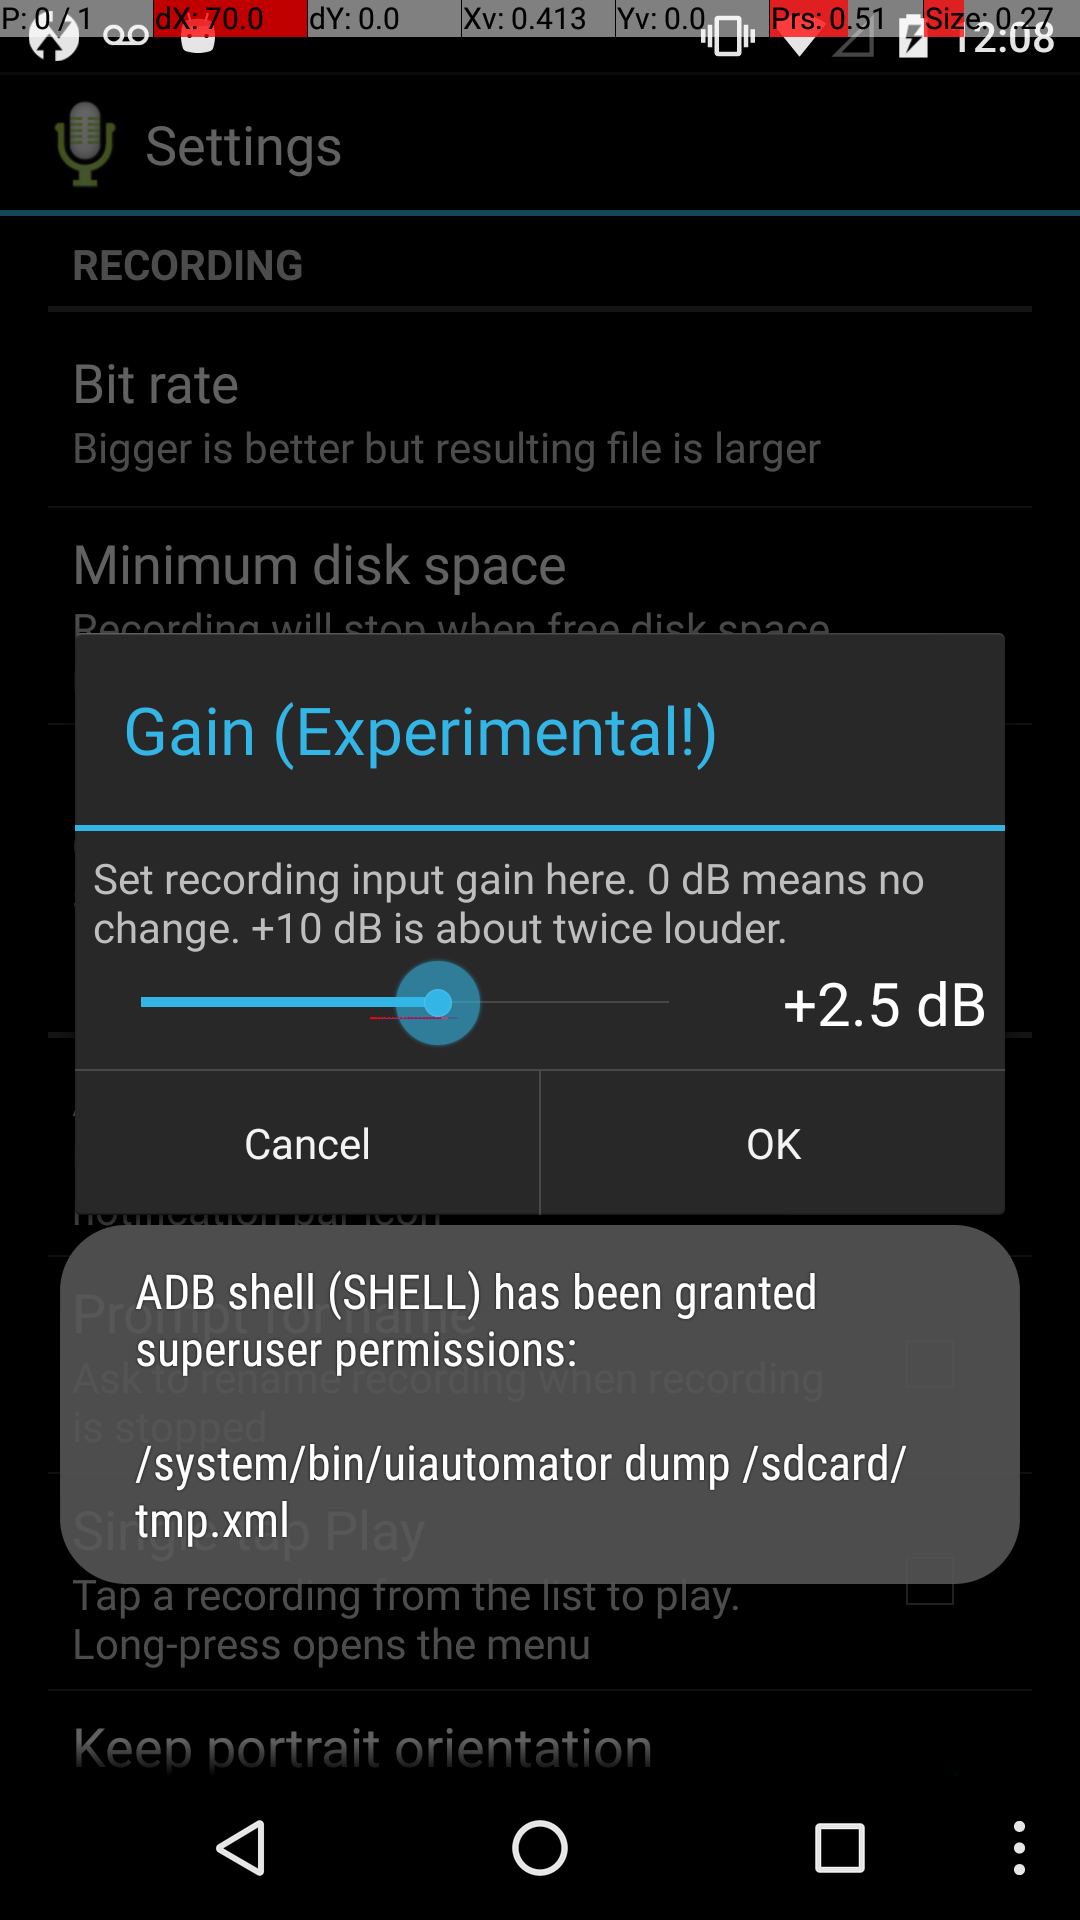 P: 0 / 1 dX: 70.0 dY: 0.0 Xv: 0.413 Yv: 0.0 Prs: 0.51 Size: 0.27
12:08
Settings
RECORDING
Bit rate
Bigger is better but resulting file is larger
Minimum disk space
Recording will stop when free disk space
Gain (Experimental!)
Set recording input gain here. 0 dB means no
change. +10 dB is about twice louder.
+2.5 dB
Cancel
OK
notification bar icon
ADB shell (SHELL) has been granted
superuser permissions:
/system/bin/uiautomator dump /sdcard/
tmp.xml
Prompt for name
Ask to rename recording when recording
is stopped
Single tap Play
Tap a recording from the list to play.
Long-press opens the menu
Keep portrait orientation